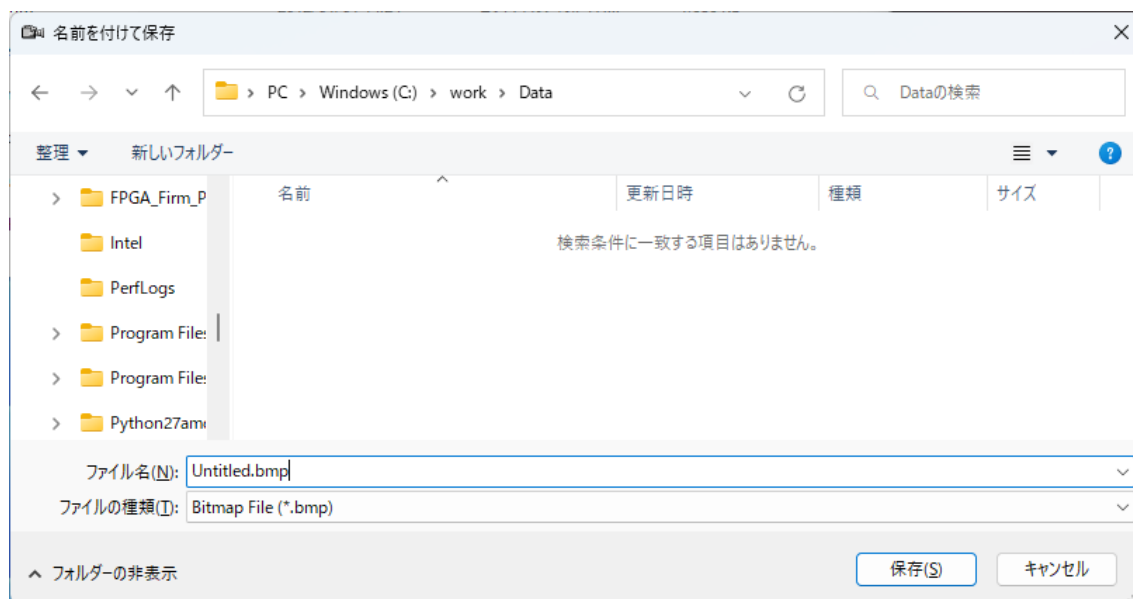 名前を付けて保存
PC > Windows (C:) > work > Data
Dataの検索
整理
新しいフォルダー
名前
更新日時
種類
サイズ
FPGA_Firm_P
検索条件に一致する項目はありません。
Intel
PerfLogs
Program File
Program File
Python27am
ファイル名(N): Untitled.bmp
ファイルの種類(T): Bitmap File (*.bmp)
フォルダーの非表示
保存(S)
キャンセル